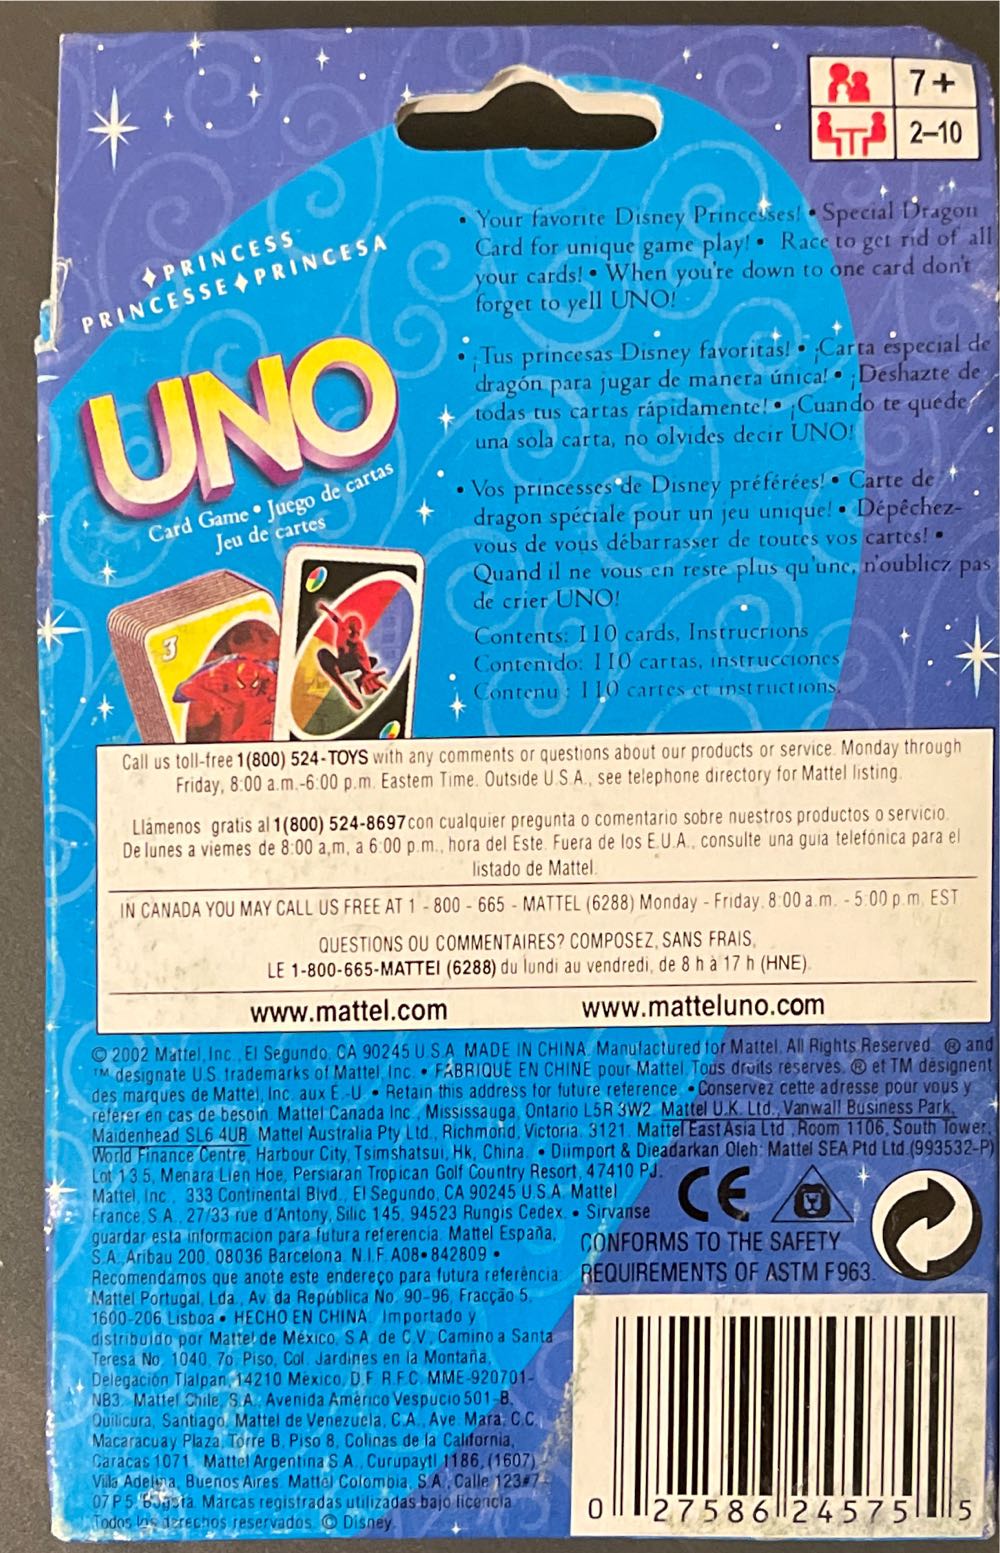 7+
2–10
PRINCESS
PRINCESSE PRINCESA
UNO
Card Game • Juego de cartas
Jeu de cartes
3
• Your favorite Disney Princesses! • Special Dragon
Card for unique game play! • Race to get rid of all
your cards! • When you're down to one card don't
forget to yell UNO!
• ¡Tus princesas Disney favoritas! • ¡Carta especial de
dragón para jugar de manera única! • ¡Deshazte de
todas tus cartas rápidamente! • ¡Cuando te quede
una sola carta, no olvides decir UNO!
• Vos princesses de Disney préférées! • Carte de
dragon spéciale pour un jeu unique! • Dépêchez-
vous de vous débarrasser de toutes vos cartes! •
Quand il ne vous en reste plus qu'une, n'oubliez pas
de crier UNO!
Contents: 110 cards, Instructions
Contenido: 110 cartas, instrucciones
Contenu : 110 cartes et instructions.
Call us toll-free 1(800) 524-TOYS with any comments or questions about our products or service. Monday through
Friday, 8:00 a.m.-6:00 p.m. Eastern Time. Outside U.S.A., see telephone directory for Mattel listing.
Llámenos gratis al 1(800) 524-8697 con cualquier pregunta o comentario sobre nuestros productos o servicio.
De lunes a viernes de 8:00 a,m, a 6:00 p.m., hora del Este. Fuera de los E.U.A., consulte una guía telefónica para el
listado de Mattel.
IN CANADA YOU MAY CALL US FREE AT 1 - 800 - 665 - MATTEL (6288) Monday - Friday. 8:00 a.m. - 5:00 p.m. EST
QUESTIONS OU COMMENTAIRES? COMPOSEZ, SANS FRAIS,
LE 1-800-665-MATTEl (6288) du lundi au vendredi, de 8 h à 17 h (HNE).
www.mattel.com www.matteluno.com
© 2002 Mattel, Inc., El Segundo, CA 90245 U.S.A. MADE IN CHINA. Manufactured for Mattel. All Rights Reserved. ® and
™ designate U.S. trademarks of Mattel, Inc. • FABRIQUÉ EN CHINE pour Mattel. Tous droits réservés. ® et TM désignent
des marques de Mattel, Inc. aux É.-U. • Retain this address for future reference. • Conservez cette adresse pour vous y
référer en cas de besoin. Mattel Canada Inc., Mississauga, Ontario L5R 3W2. Mattel U.K. Ltd., Vanwall Business Park,
Maidenhead SL6 4UB. Mattel Australia Pty Ltd., Richmond, Victoria. 3121. Mattel East Asia Ltd., Room 1106, South Tower,
World Finance Centre, Harbour City, Tsimshatsui, Hk, China. • Diimport & Dieadarkan Oleh: Mattel SEA Ptd Ltd.(993532-P)
Lot 13.5, Menara Lien Hoe, Persiaran Tropican Golf Country Resort, 47410 PJ.
Mattel, Inc., 333 Continental Blvd., El Segundo, CA 90245 U.S.A. Mattel
France, S.A., 27/33 rue d'Antony, Silic 145, 94523 Rungis Cedex. • Sirvanse
guardar esta información para futura referencia. Mattel España,
S.A. Aribau 200. 08036 Barcelona. N.I.F. A08•842809 •
Recomendamos que anote este endereço para futura referência:
Mattel Portugal, Lda., Av. da República No. 90-96, Fracção 5,
1600-206 Lisboa • HECHO EN CHINA. Importado y
distribuido por Mattel de México, S.A. de C.V, Camino a Santa
Teresa No. 1040, 7o. Piso, Col. Jardines en la Montaña,
Delegación Tlalpan, 14210 México, D.F. R.F.C. MME-920701-
NB3. Mattel Chile, S.A., Avenida Américo Vespucio 501-B,
Quilicura, Santiago. Mattel de Venezuela, C.A., Ave. Mara, C.C.
Macaracuay Plaza, Torre B, Piso 8, Colinas de la California,
Caracas 1071. Mattel Argentina S.A., Curupaytí 1186, (1607)
Villa Adelina, Buenos Aires. Mattel Colombia, S.A., Calle 123#7-
07 P.5, Bogota. Marcas registradas utilizadas bajo licencia.
Todos los derechos reservados. © Disney.
CE
CONFORMS TO THE SAFETY
REQUIREMENTS OF ASTM F963.
0 27586 24575 5